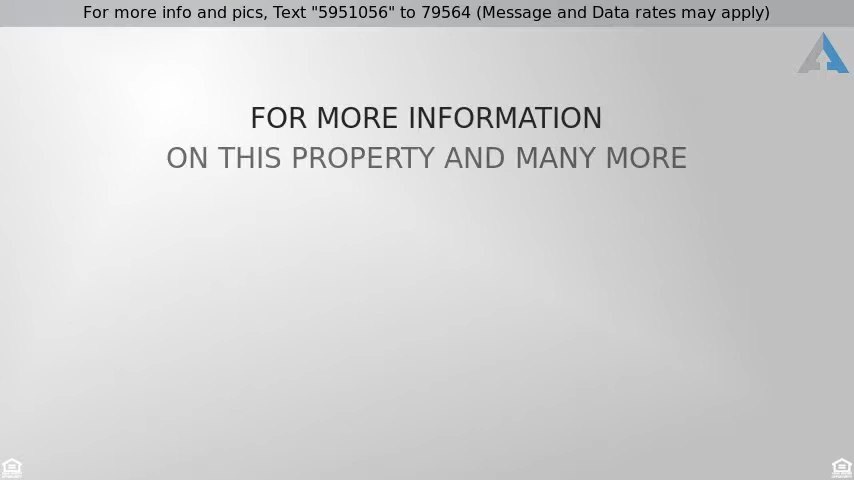 For more info and pics, Text "5951056" to 79564 (Message and Data rates may apply)
FOR MORE INFORMATION
ON THIS PROPERTY AND MANY MORE